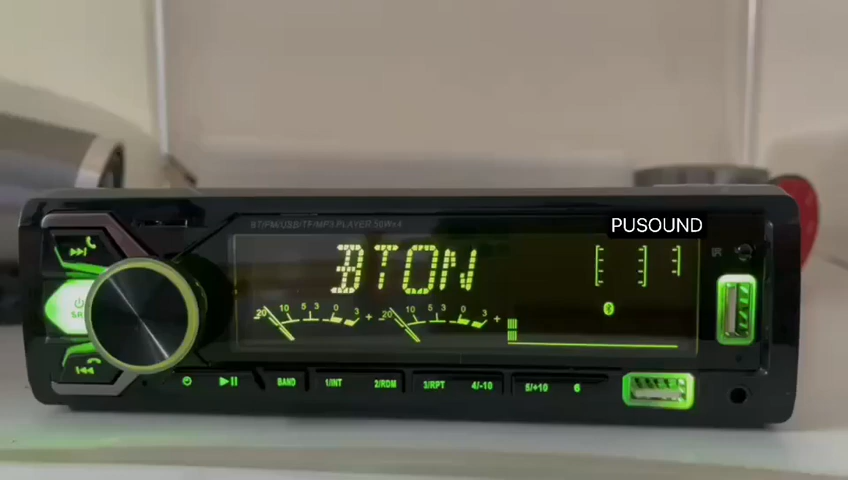 BT/FM/USB/TF/MP3 PLAYER 50Wx4
PUSOUND
BTON
20 10 5 3 0 3 + 20 10 5 3 0 3 +
BAND 1/INT 2/RDM 3/RPT 4/-10 5/+10 6